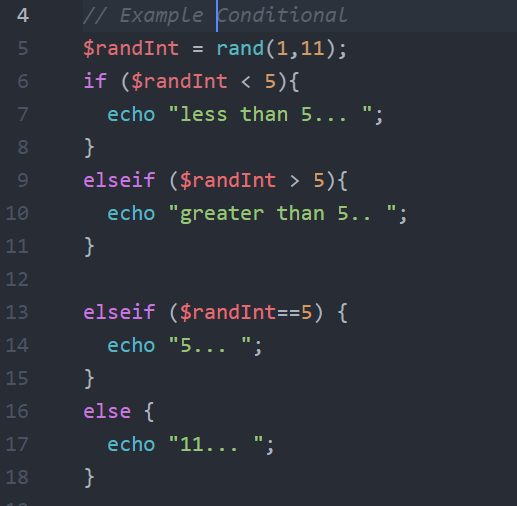 4 // Example Conditional
5 $randInt = rand(1,11);
6 if ($randInt < 5){
7 echo "less than 5... ";
8 }
9 elseif ($randInt > 5){
10 echo "greater than 5.. ";
11 }
12
13 elseif ($randInt==5) {
14 echo "5... ";
15 }
16 else {
17 echo "11... ";
18 }